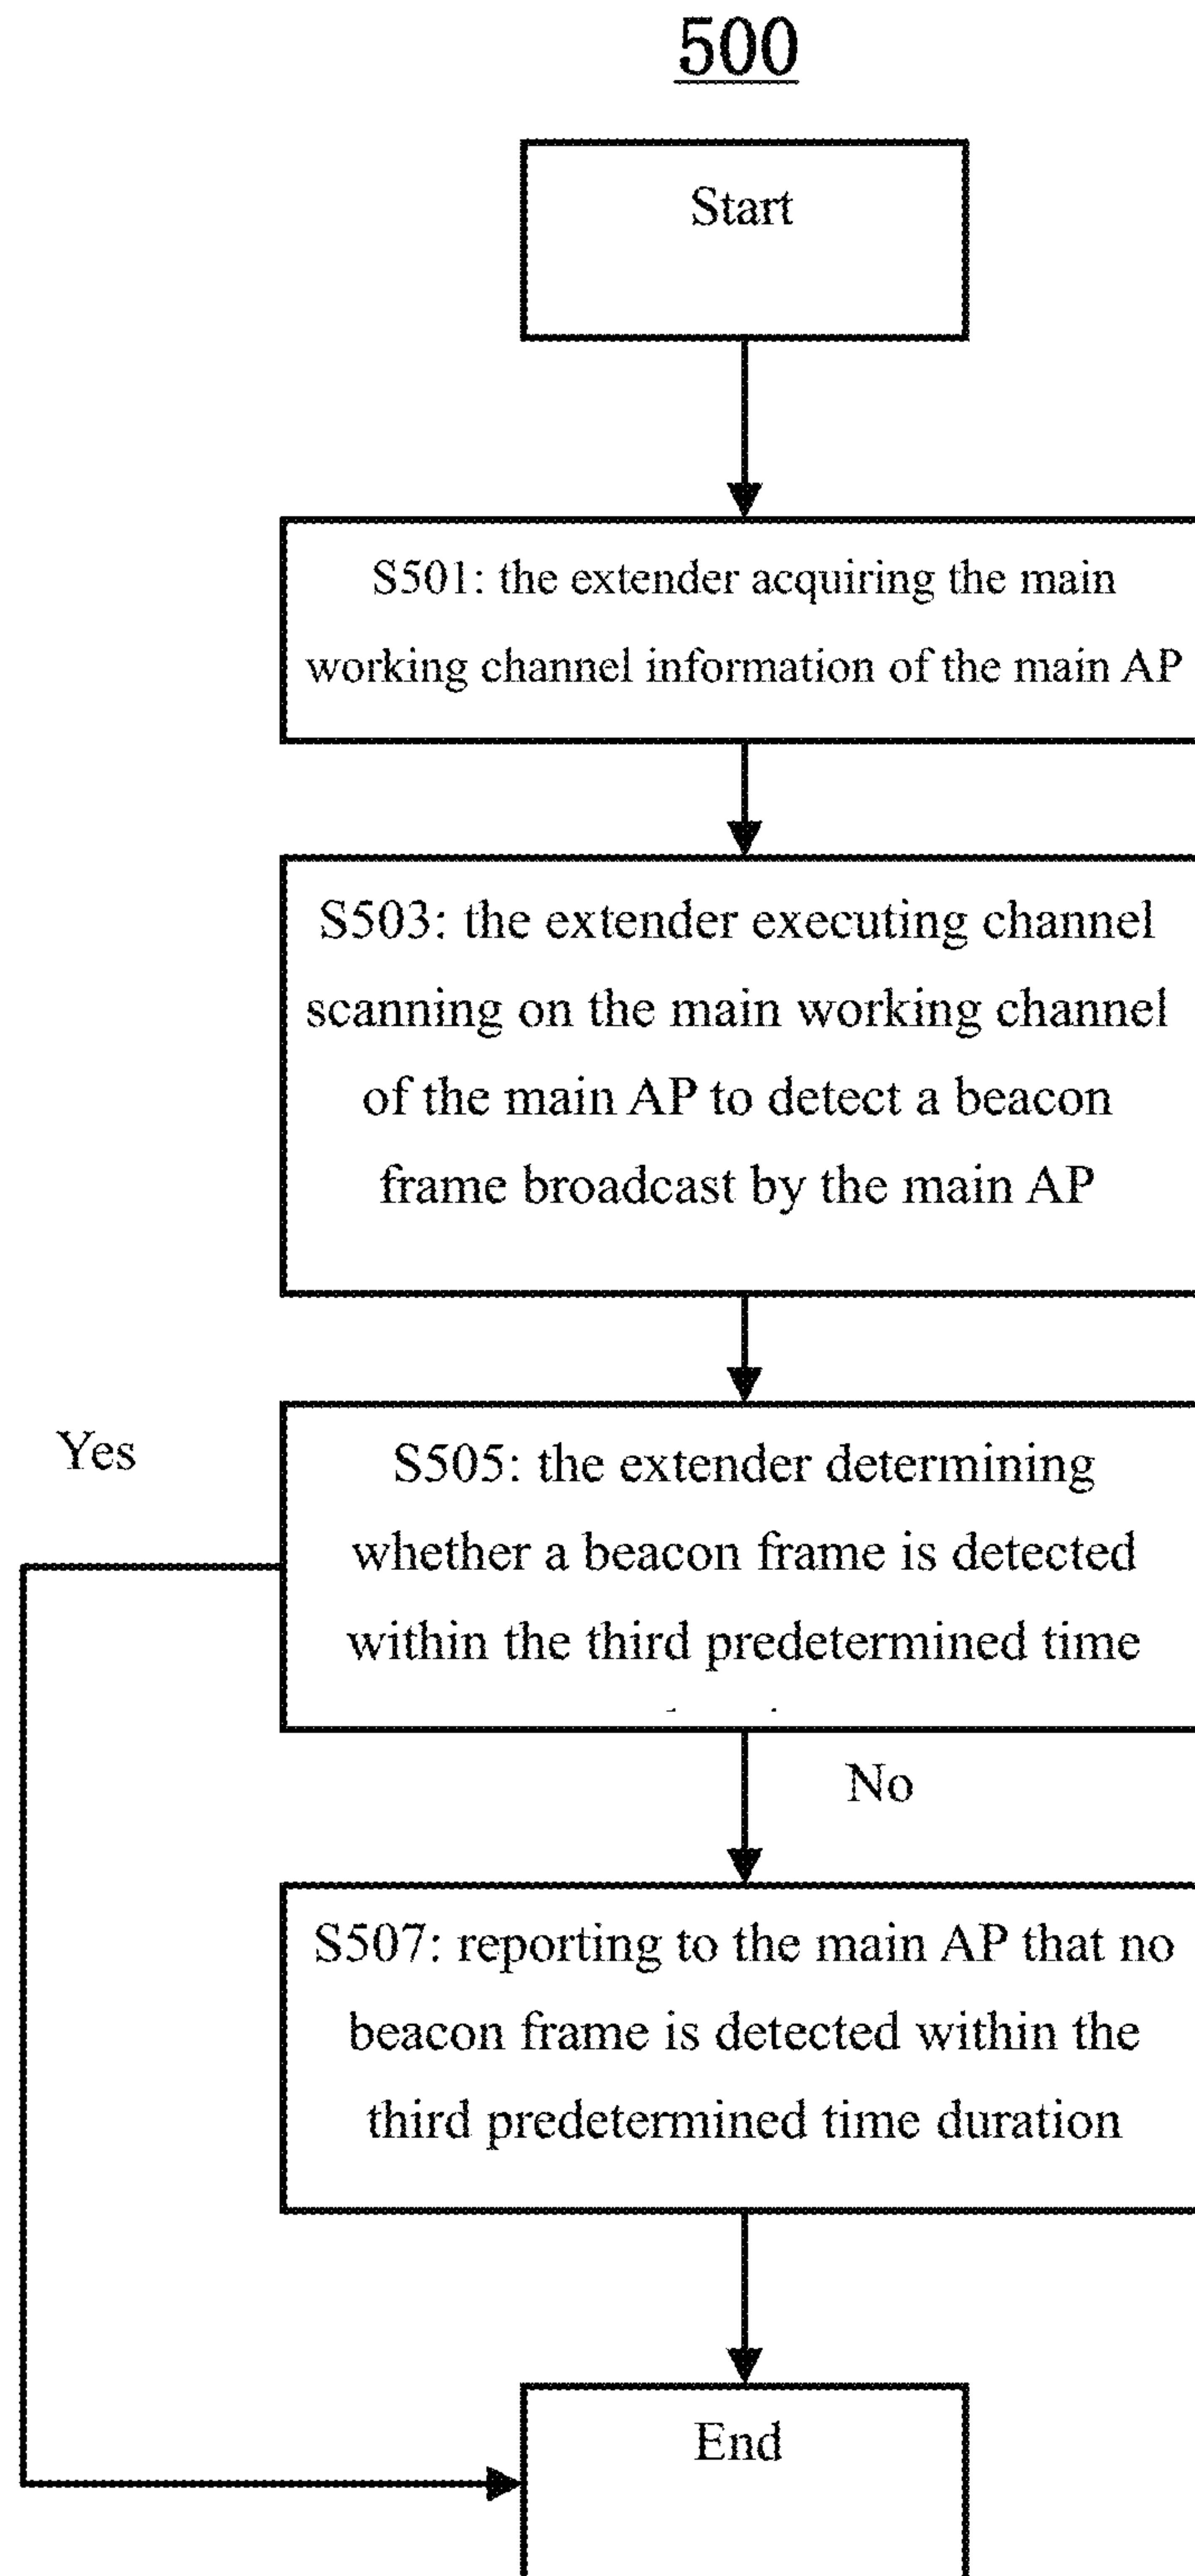 500
Start
S501: the extender acquiring the main
working channel information of the main AP
S503: the extender executing channel
scanning on the main working channel
of the main AP to detect a beacon
frame broadcast by the main AP
Yes
S505: the extender determining
whether a beacon frame is detected
within the third predetermined time
No
S507: reporting to the main AP that no
beacon frame is detected within the
third predetermined time duration
End